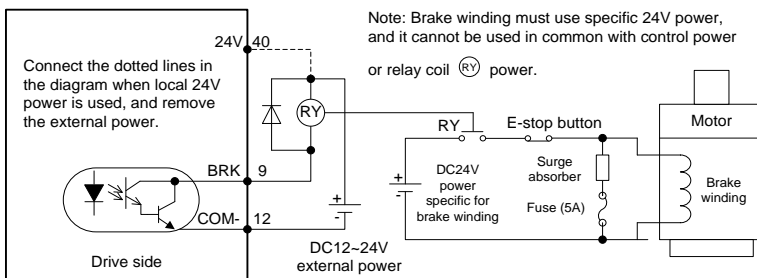 Note: Brake winding must use specific 24V power,
and it cannot be used in common with control power
or relay coil RY power.
24V 40
Connect the dotted lines in
the diagram when local 24V
power is used, and remove
the external power.
RY
RY
E-stop button
Motor
BRK 9
COM- 12
+
-
DC12~24V
external power
Drive side
+
-
DC24V
power
specific for
brake winding
Surge
absorber
Fuse (5A)
Brake
winding